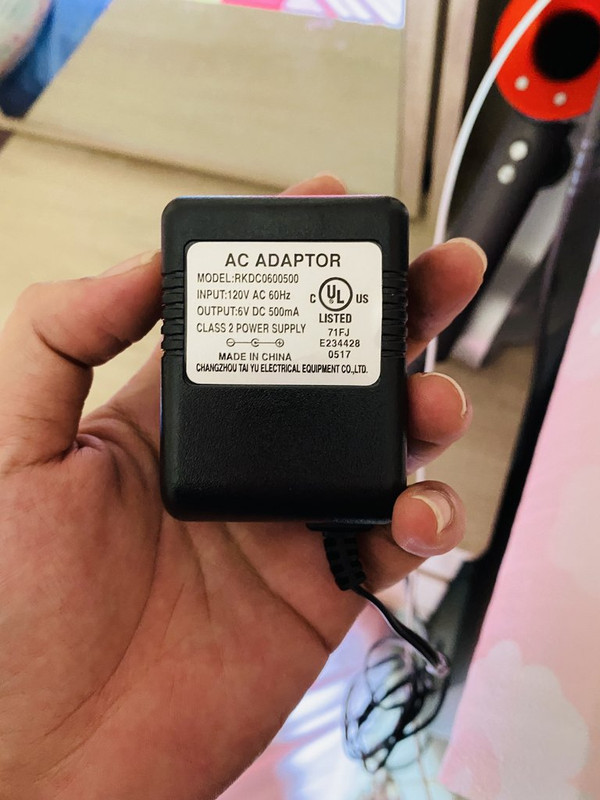 AC ADAPTOR
MODEL:RKDC0600500
INPUT:120V AC 60Hz
OUTPUT:6V DC 500mA
CLASS 2 POWER SUPPLY
C UL US
LISTED
71FJ
E234428
0517
MADE IN CHINA
CHANGZHOU TAI YU ELECTRICAL EQUIPMENT CO.,LTD.